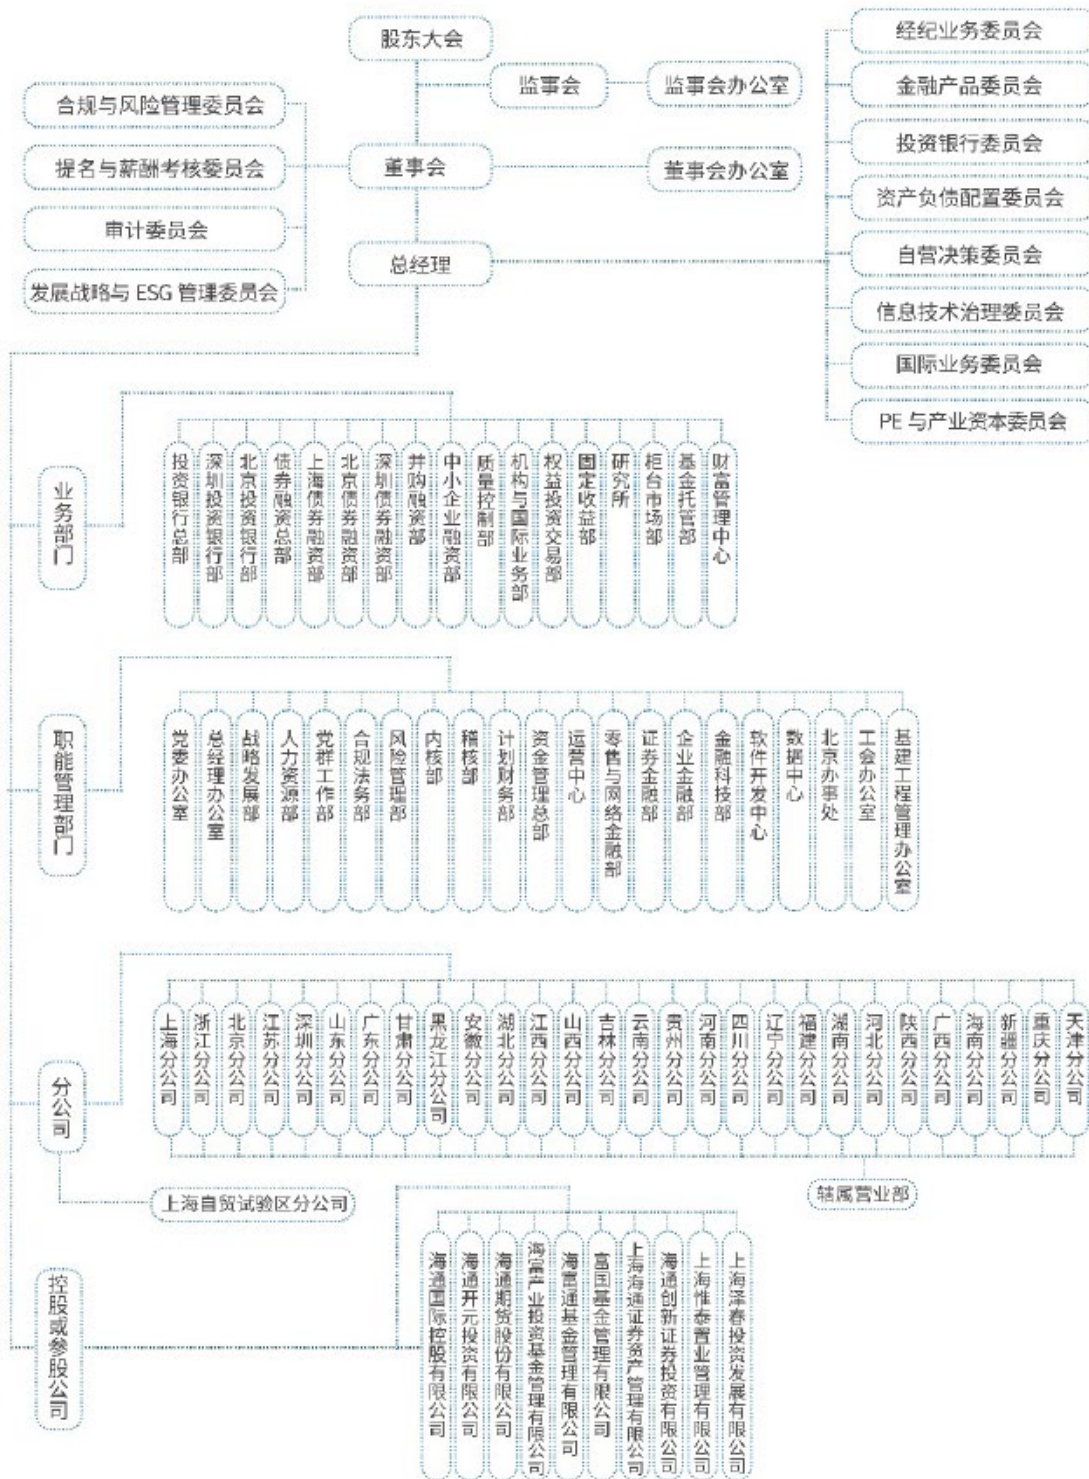 股东大会
监事会
监事会办公室
董事会
董事会办公室
总经理
合规与风险管理委员会
提名与薪酬考核委员会
审计委员会
发展战略与 ESG 管理委员会
经纪业务委员会
金融产品委员会
投资银行委员会
资产负债配置委员会
自营决策委员会
信息技术治理委员会
国际业务委员会
PE 与产业资本委员会
业务部门
投资银行总部
深圳投资银行部
北京投资银行部
债券融资总部
上海债券融资部
北京债券融资部
深圳债券融资部
并购融资部
中小企业融资部
质量控制部
机构与国际业务部
权益投资交易部
固定收益部
研究所
柜台市场部
基金托管部
财富管理中心
职能管理部门
党委办公室
总经理办公室
战略发展部
人力资源部
党群工作部
合规法务部
风险管理部
内核部
稽核部
计划财务部
资金管理总部
运营中心
零售与网络金融部
证券金融部
企业金融部
金融科技部
软件开发中心
数据中心
北京办事处
工会办公室
基建工程管理办公室
分公司
上海分公司
浙江分公司
北京分公司
江苏分公司
深圳分公司
山东分公司
广东分公司
甘肃分公司
黑龙江分公司
安徽分公司
湖北分公司
江西分公司
山西分公司
吉林分公司
云南分公司
贵州分公司
河南分公司
四川分公司
辽宁分公司
福建分公司
湖南分公司
河北分公司
陕西分公司
广西分公司
海南分公司
新疆分公司
重庆分公司
天津分公司
上海自贸试验区分公司
辖属营业部
控股或参股公司
海通国际控股有限公司
海通开元投资有限公司
海通期货股份有限公司
海富产业投资基金管理有限公司
海富通基金管理有限公司
富国基金管理有限公司
上海海通证券资产管理有限公司
海通创新证券投资有限公司
上海惟泰置业管理有限公司
上海泽春投资发展有限公司